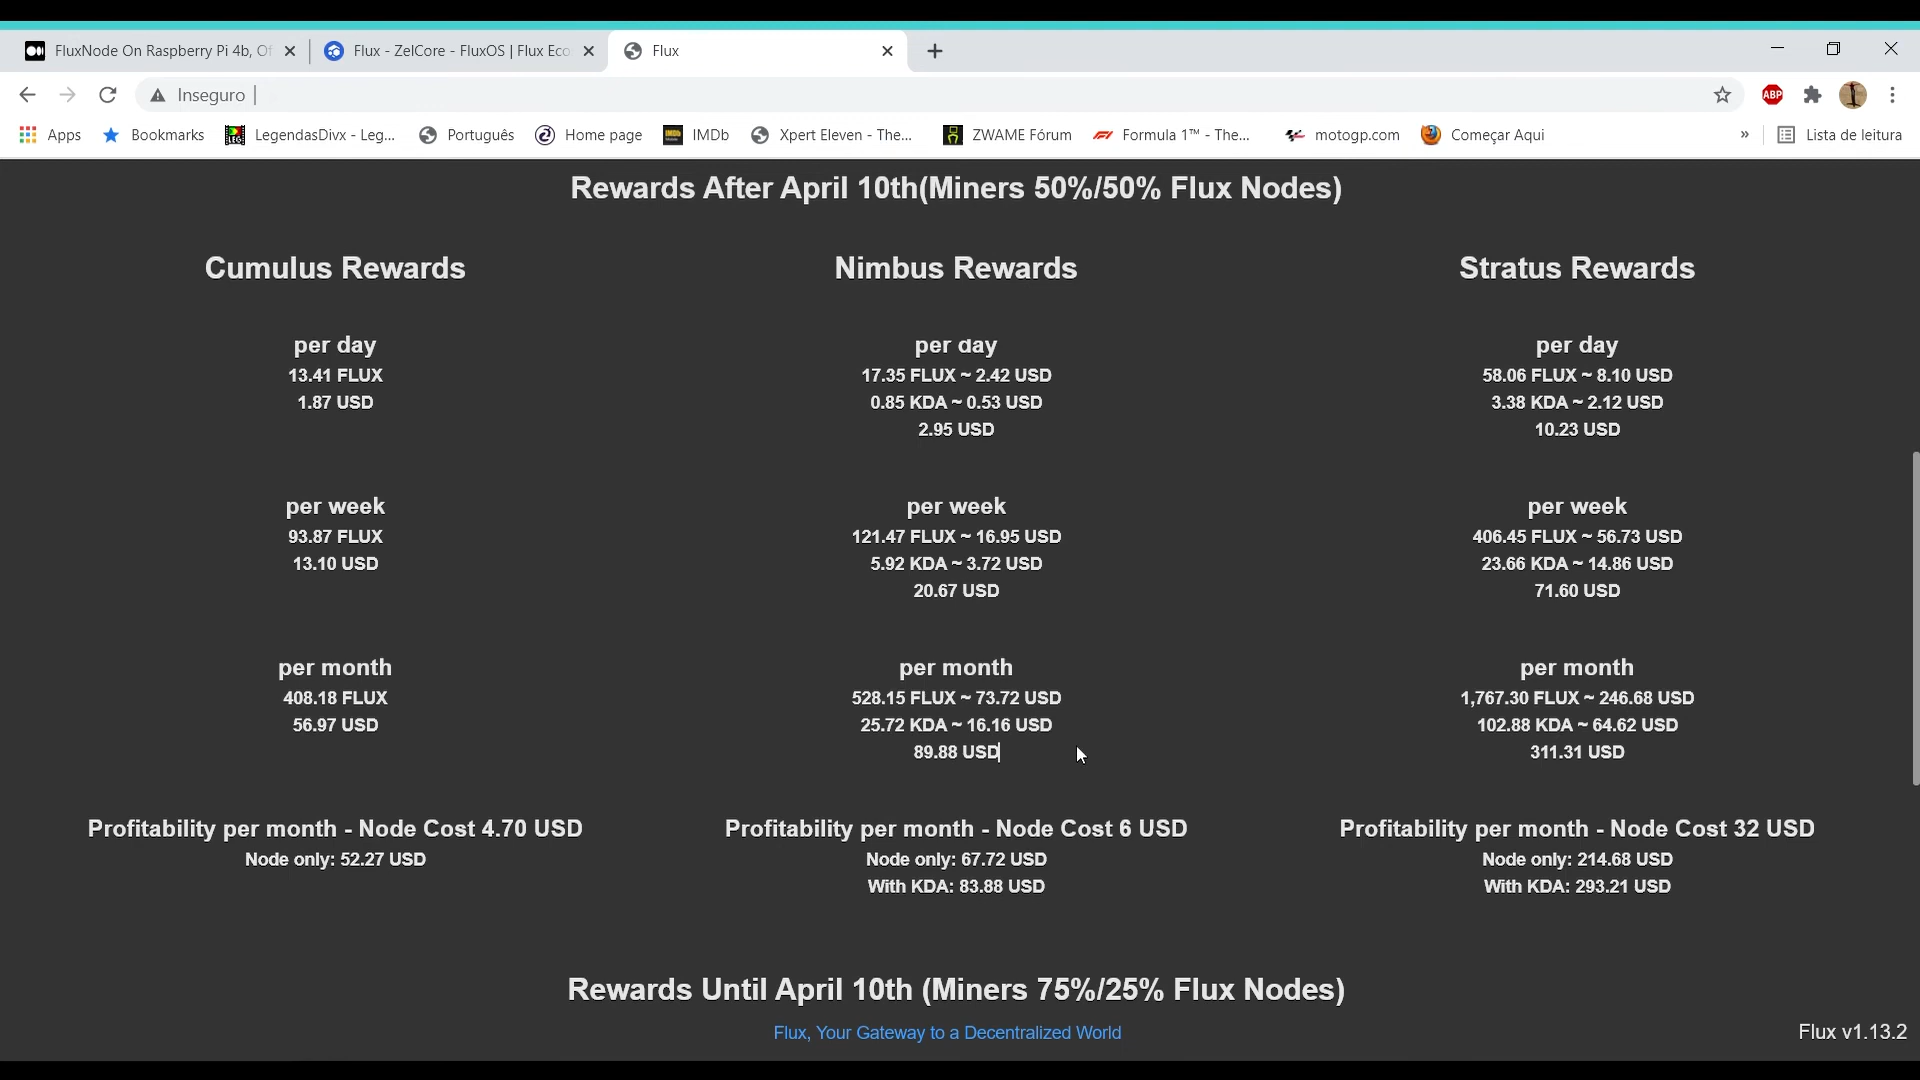 FluxNode On Raspberry Pi 4b, Of
Flux - ZelCore - FluxOS | Flux Eco
Flux
Inseguro
Apps
Bookmarks
LegendasDivx - Leg...
Português
Home page
IMDb
Xpert Eleven - The...
ZWAME Fórum
Formula 1™ - The...
motogp.com
Começar Aqui
»
Lista de leitura
ABP
Rewards After April 10th(Miners 50%/50% Flux Nodes)
Cumulus Rewards
per day
13.41 FLUX
1.87 USD
per week
93.87 FLUX
13.10 USD
per month
408.18 FLUX
56.97 USD
Profitability per month - Node Cost 4.70 USD
Node only: 52.27 USD
Nimbus Rewards
per day
17.35 FLUX ~ 2.42 USD
0.85 KDA ~ 0.53 USD
2.95 USD
per week
121.47 FLUX ~ 16.95 USD
5.92 KDA ~ 3.72 USD
20.67 USD
per month
528.15 FLUX ~ 73.72 USD
25.72 KDA ~ 16.16 USD
89.88 USD
Profitability per month - Node Cost 6 USD
Node only: 67.72 USD
With KDA: 83.88 USD
Stratus Rewards
per day
58.06 FLUX ~ 8.10 USD
3.38 KDA ~ 2.12 USD
10.23 USD
per week
406.45 FLUX ~ 56.73 USD
23.66 KDA ~ 14.86 USD
71.60 USD
per month
1,767.30 FLUX ~ 246.68 USD
102.88 KDA ~ 64.62 USD
311.31 USD
Profitability per month - Node Cost 32 USD
Node only: 214.68 USD
With KDA: 293.21 USD
Rewards Until April 10th (Miners 75%/25% Flux Nodes)
Flux, Your Gateway to a Decentralized World
Flux v1.13.2